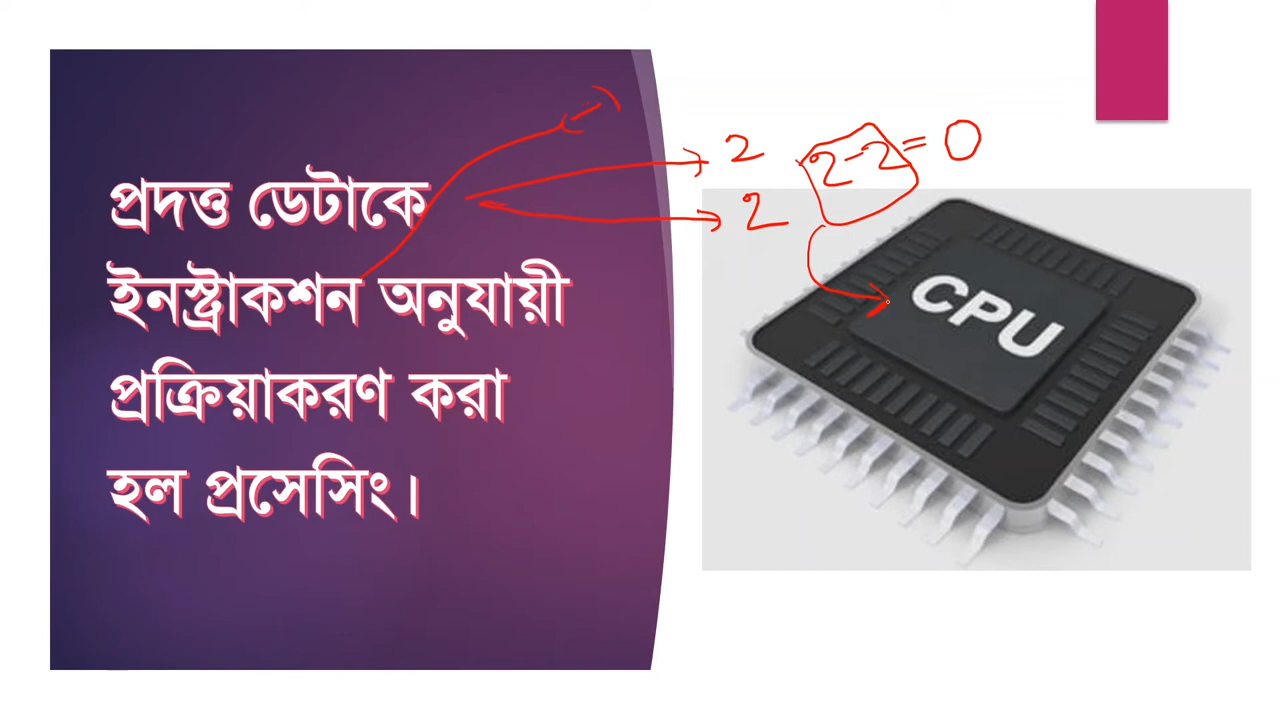 প্রদত্ত ডেটাকে
ইনস্ট্রাকশন অনুযায়ী
প্রক্রিয়াকরণ করা
হল প্রসেসিং।
(-)
2
2
2-2=0
CPU